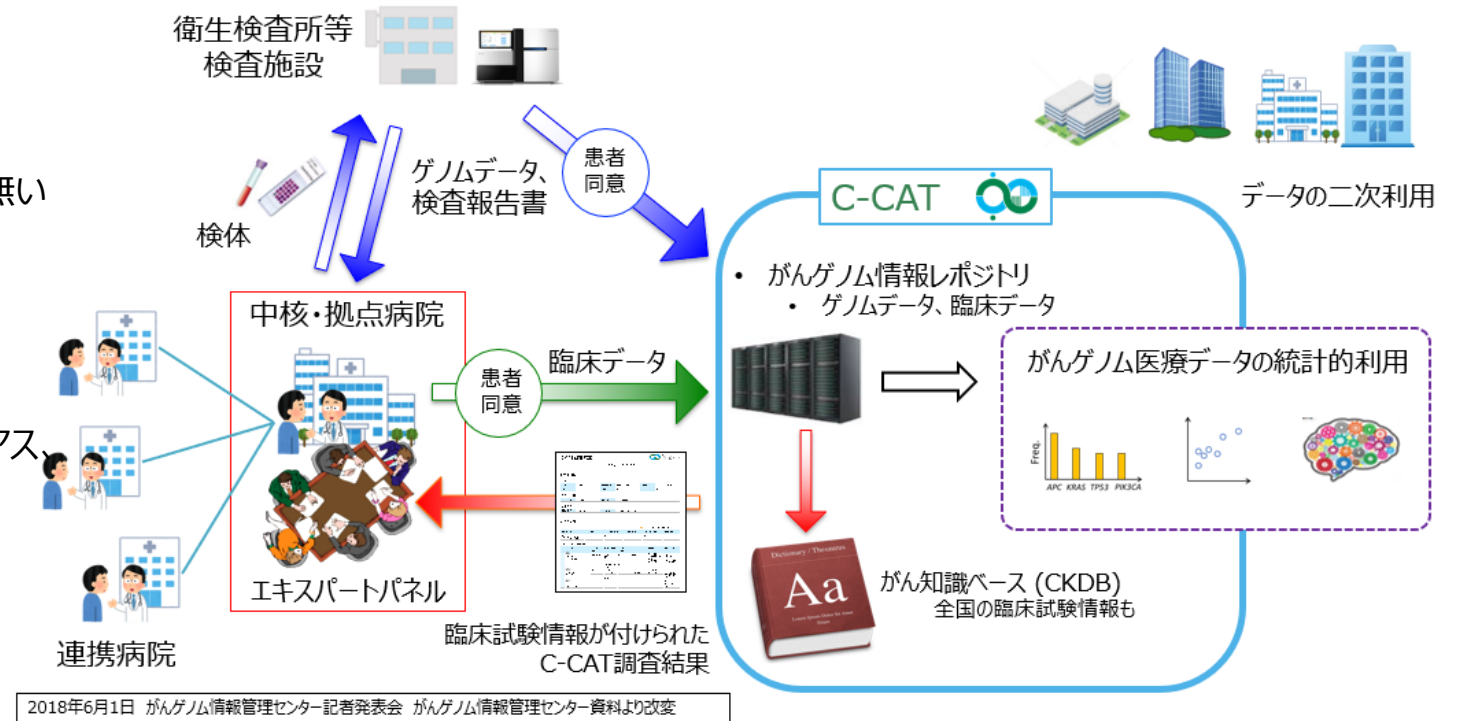 衛生検査所等
検査施設
無い
検体
ゲノムデータ、
検査報告書
患者
同意
C-CAT
データの二次利用
中核・拠点病院
エキスパートパネル
連携病院
アス、
患者
同意
臨床データ
臨床試験情報が付けられた
C-CAT調査結果
• がんゲノム情報レポジトリ
• ゲノムデータ、臨床データ
がんゲノム医療データの統計的利用
Freq.
APC KRAS TP53 PIK3CA
Dictionary / Thesaurus
Aa
がん知識ベース (CKDB)
全国の臨床試験情報も
2018年6月1日 がんゲノム情報管理センター記者発表会 がんゲノム情報管理センター資料より改変